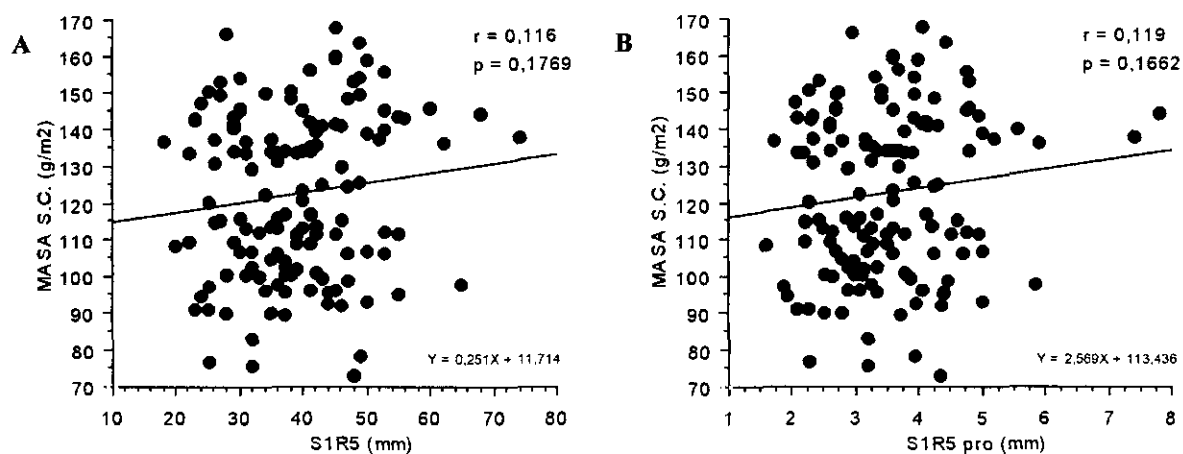 A
MASA S.C. (g/m2)
170
160
150
140
130
120
110
100
90
80
70
r = 0,116
p = 0,1769
Y = 0,251X + 11,714
10 20 30 40 50 60 70 80
S1R5 (mm)
B
MASA S.C. (g/m2)
170
160
150
140
130
120
110
100
90
80
70
r = 0,119
p = 0,1662
Y = 2,569X + 113,436
1 2 3 4 5 6 7 8
S1R5 pro (mm)